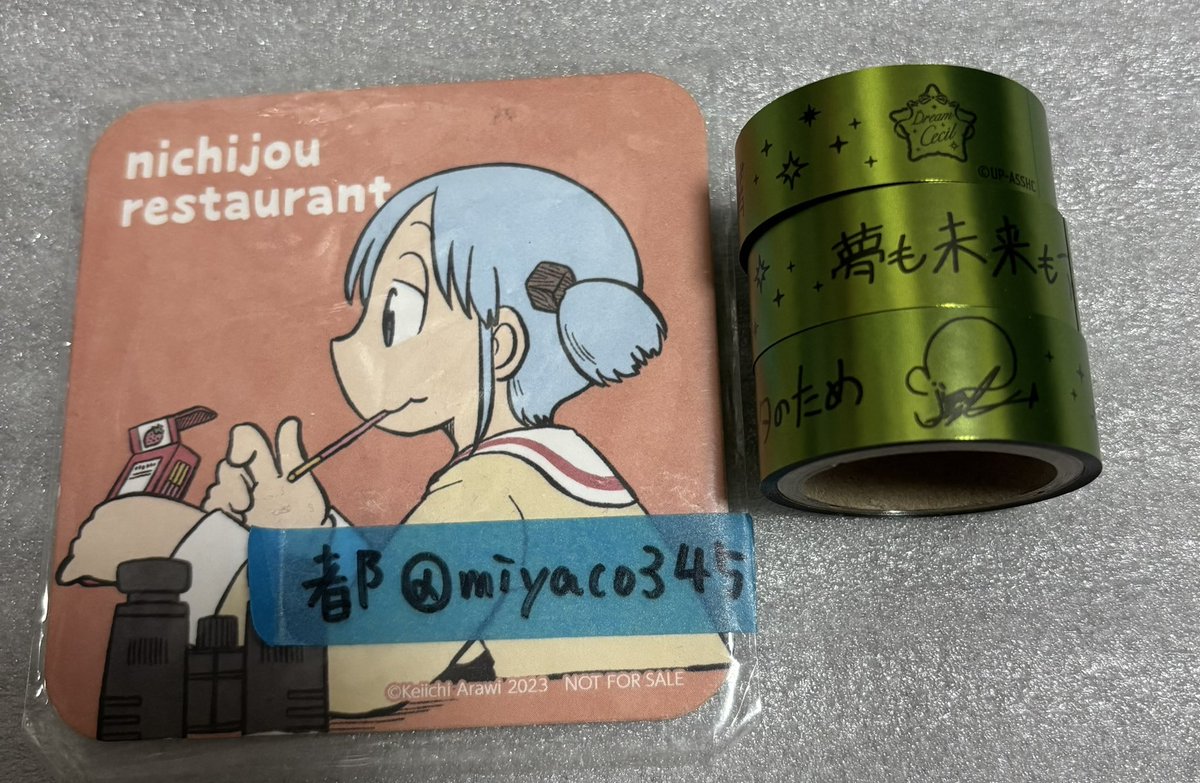 nichijou
restaurant
都 @miyaco345
©Keiichi Arawi 2023 NOT FOR SALE
Dream
Cecil
©UP-ASSHC
夢も未来も
のため